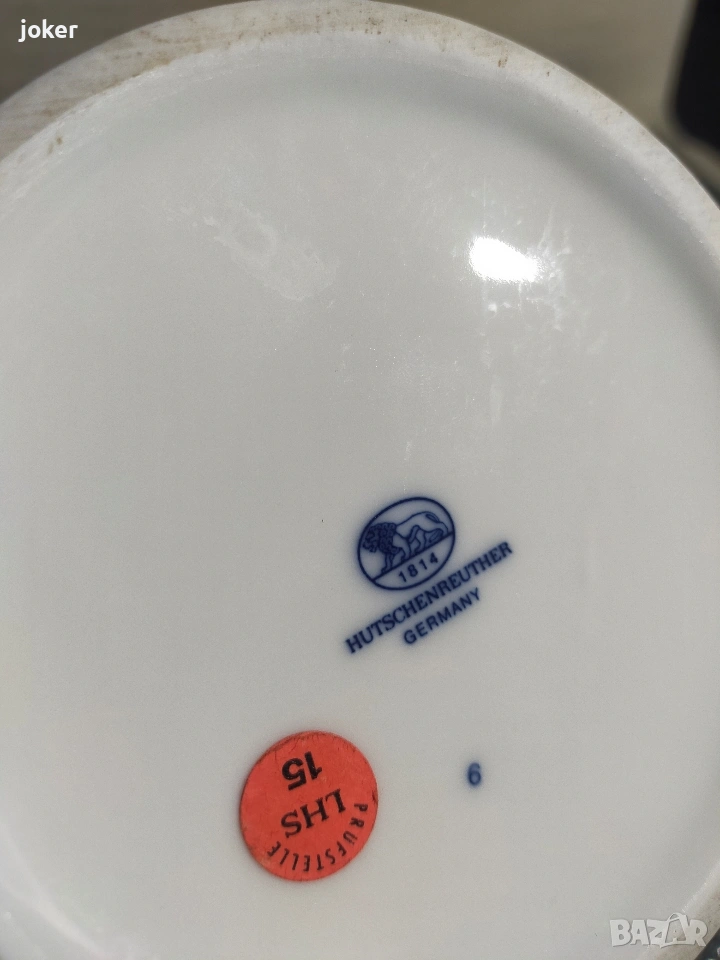 joker
1814
HUTSCHENREUTHER
GERMANY
6
15
LHS
PRÜFSTELLE
BAZAR